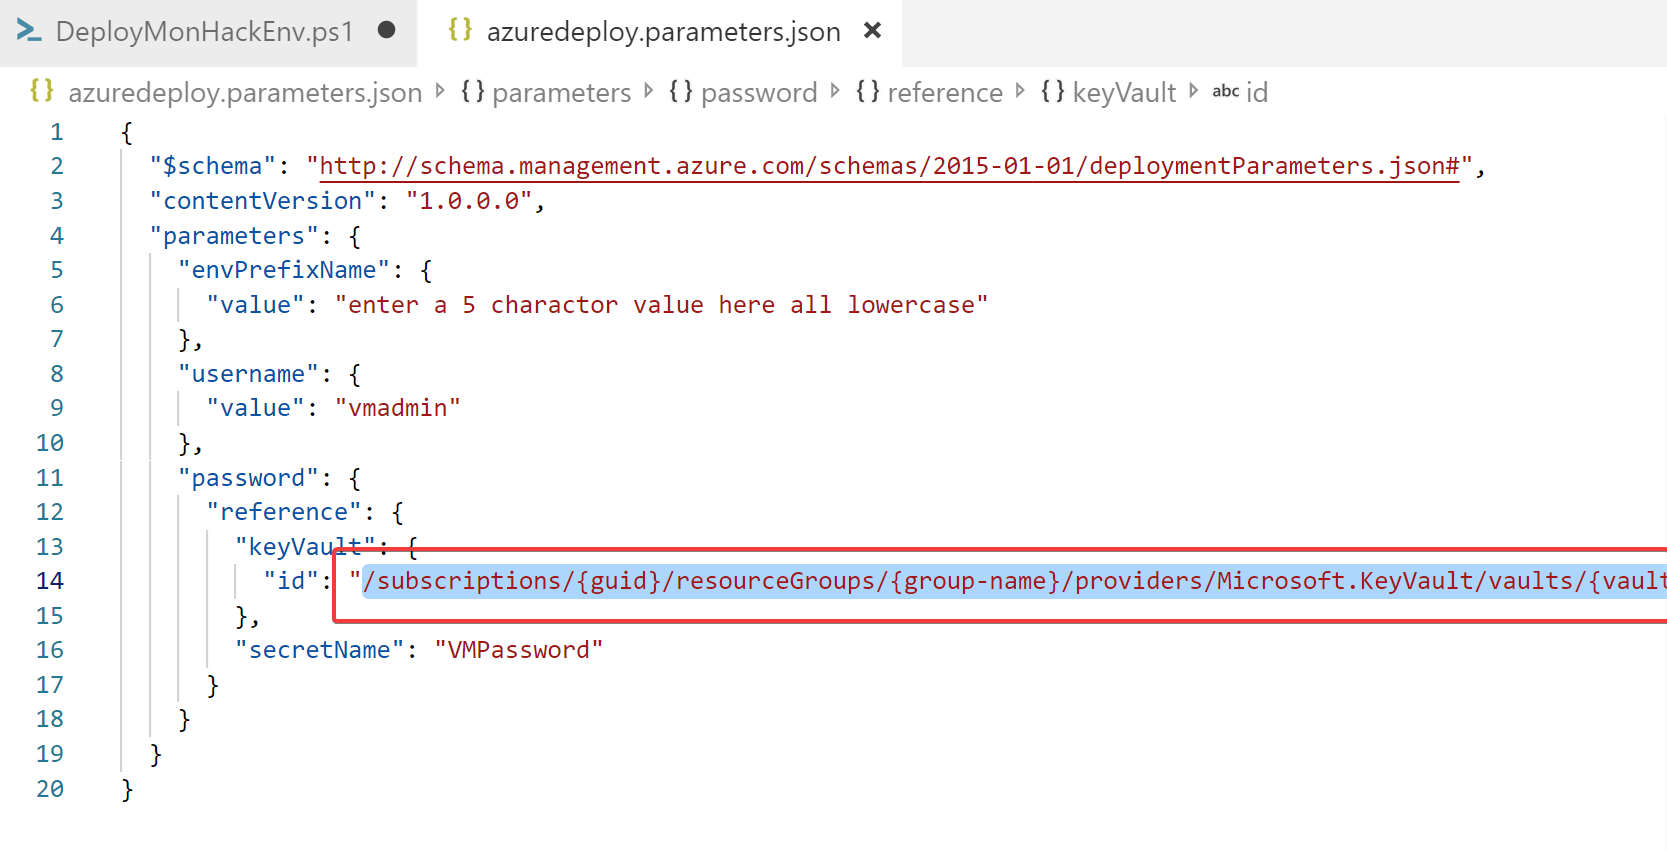 DeployMonHackEnv.ps1 ● {} azuredeploy.parameters.json ×
{} azuredeploy.parameters.json ▷ {} parameters ▷ {} password ▷ {} reference ▷ {} keyVault ▷ abc id
1 {
2 "$schema": "http://schema.management.azure.com/schemas/2015-01-01/deploymentParameters.json#",
3 "contentVersion": "1.0.0.0",
4 "parameters": {
5 "envPrefixName": {
6 "value": "enter a 5 charactor value here all lowercase"
7 },
8 "username": {
9 "value": "vmadmin"
10 },
11 "password": {
12 "reference": {
13 "keyVault": {
14 "id": "/subscriptions/{guid}/resourceGroups/{group-name}/providers/Microsoft.KeyVault/vaults/{vault
15 },
16 "secretName": "VMPassword"
17 }
18 }
19 }
20 }